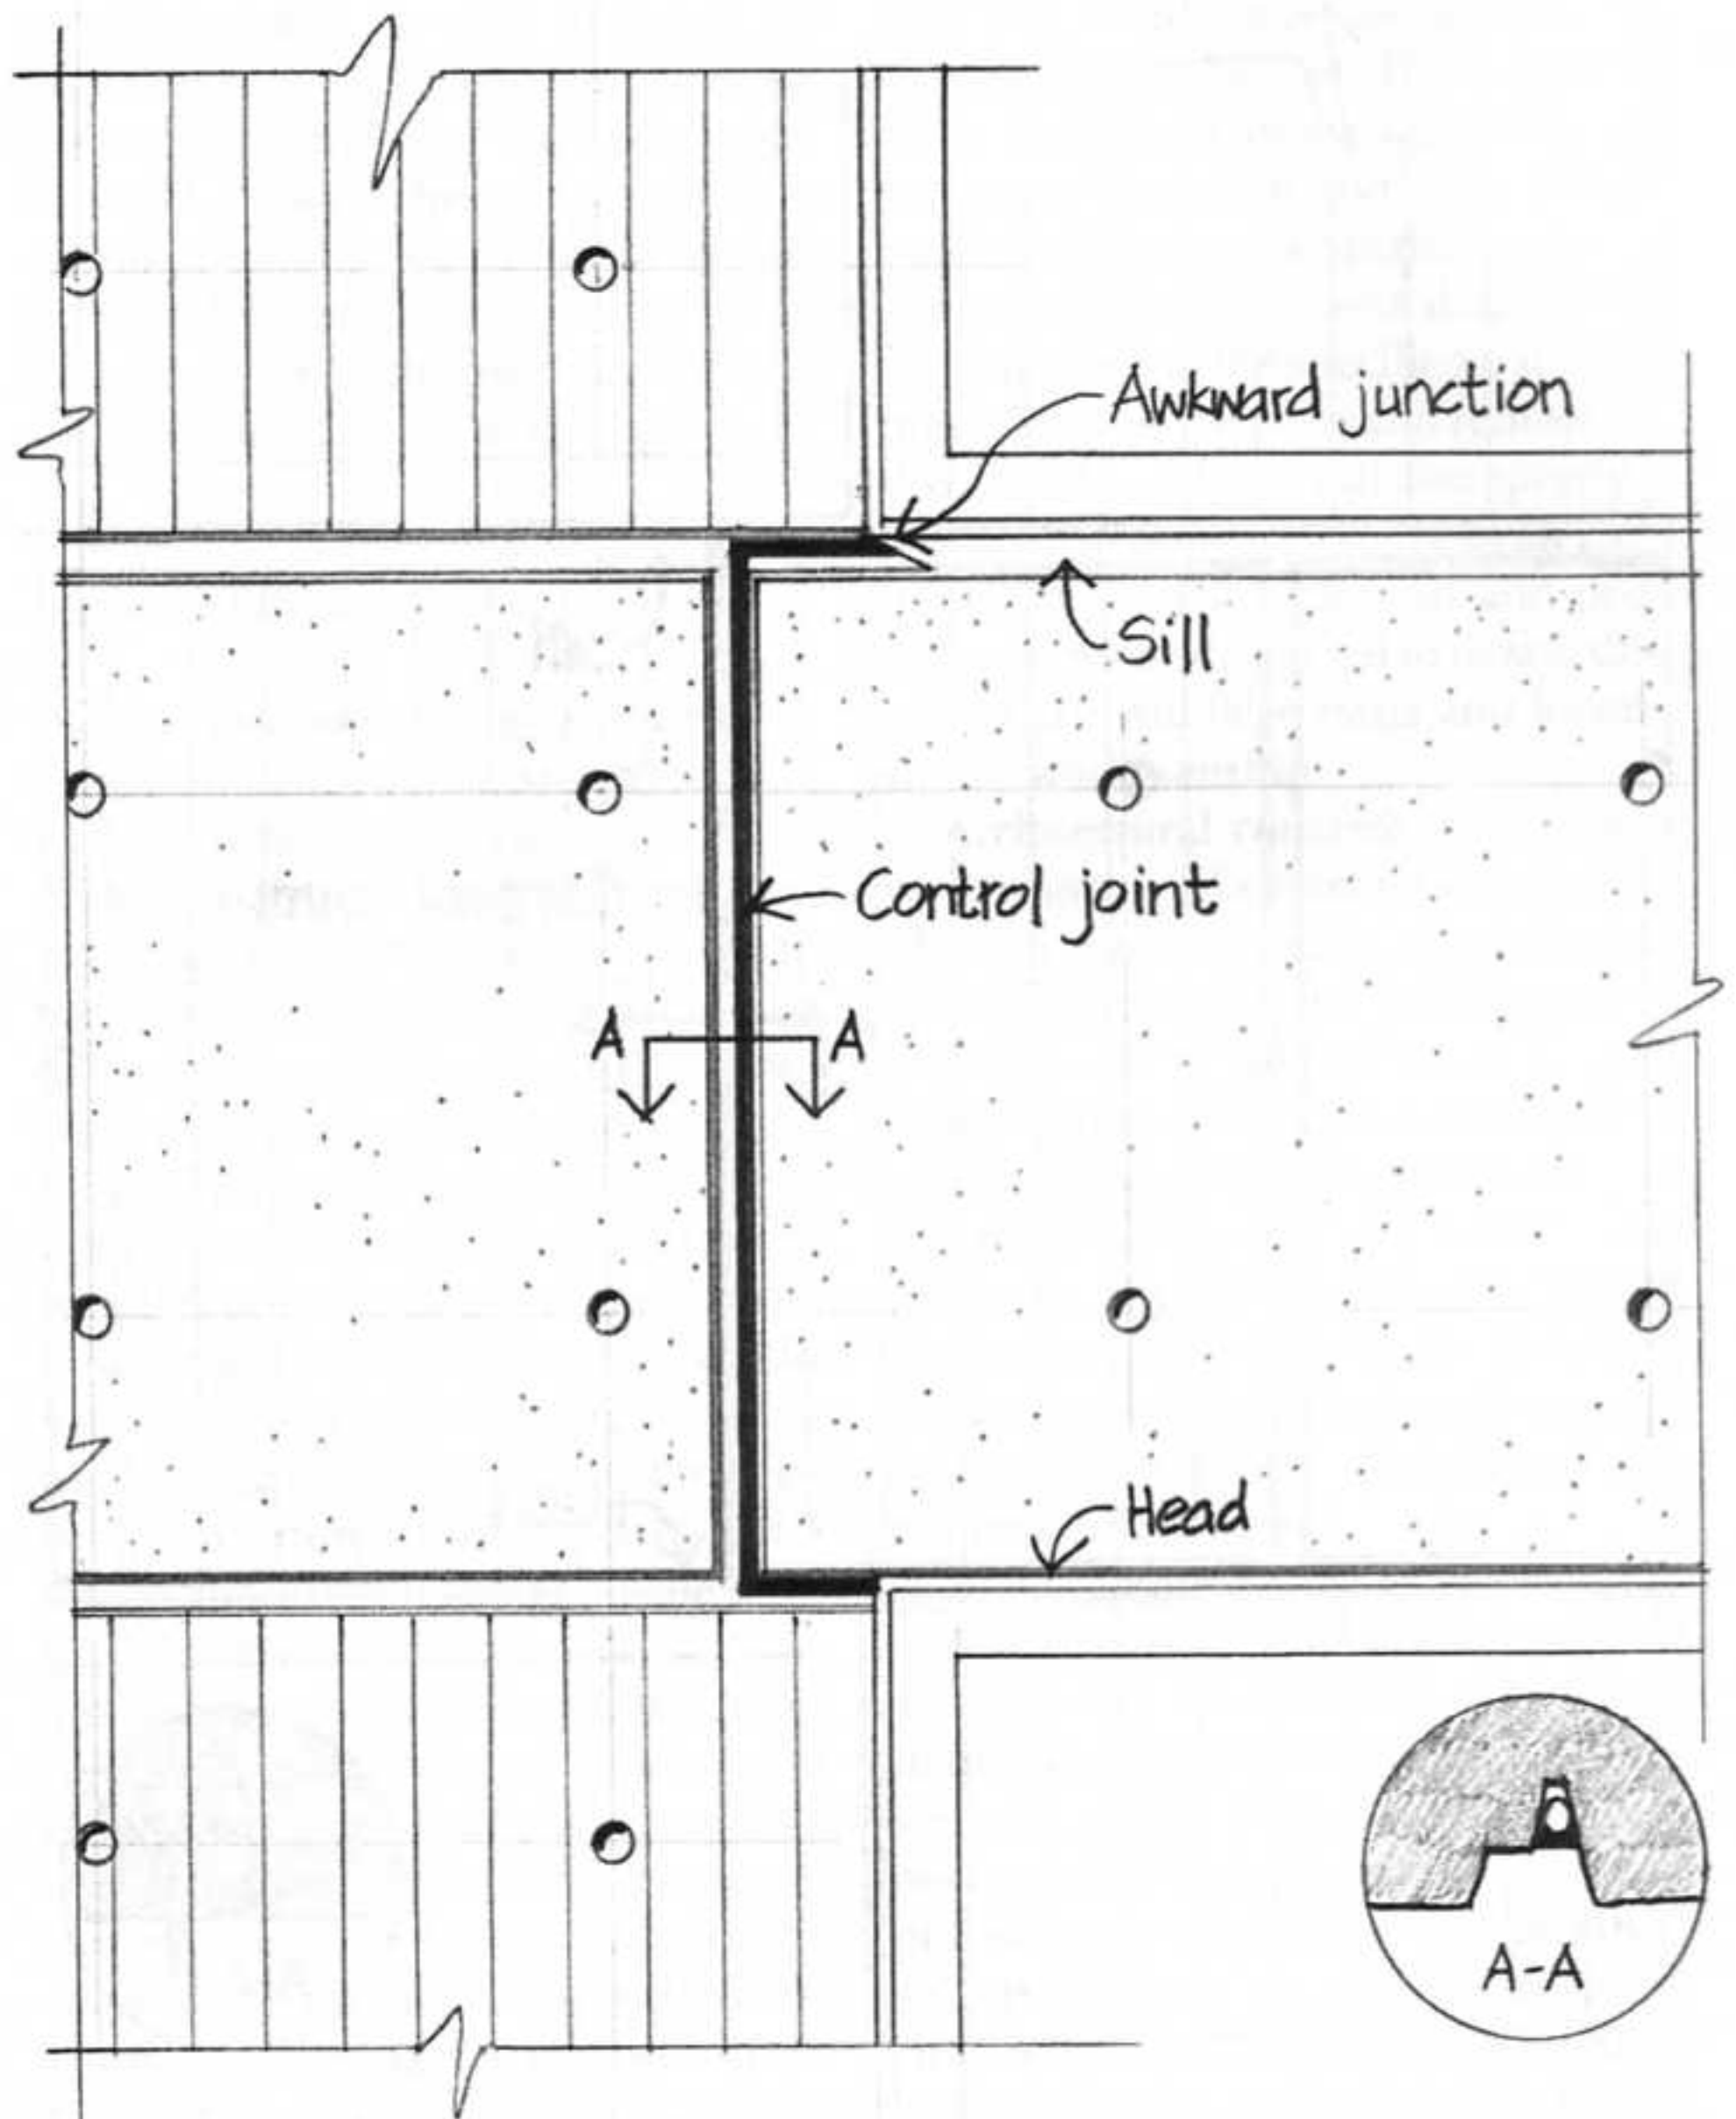 Awkward junction
Sill
Control joint
A A
Head
A-A